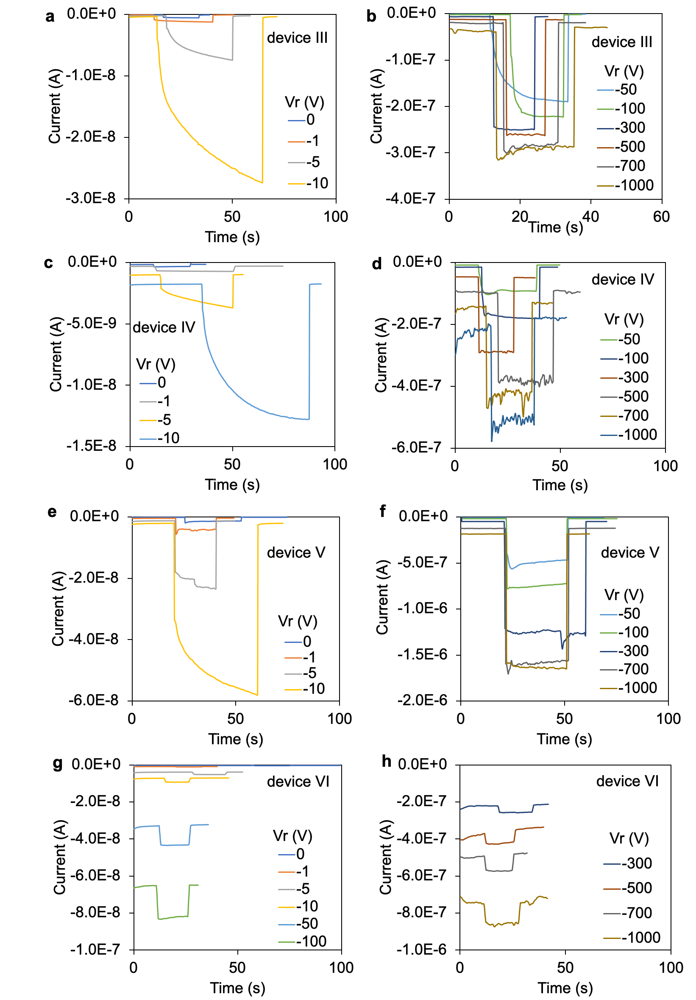 a
0.0E+0
-1.0E-8
-2.0E-8
-3.0E-8
Current (A)
device III
Vr (V)
0
-1
-5
-10
0 50 100
Time (s)
b
0.0E+0
-1.0E-7
-2.0E-7
-3.0E-7
-4.0E-7
Current (A)
device III
Vr (V)
-50
-100
-300
-500
-700
-1000
0 20 40 60
Time (s)
c
0.0E+0
-5.0E-9
-1.0E-8
-1.5E-8
Current (A)
device IV
Vr (V)
0
-1
-5
-10
0 50 100
Time (s)
d
0.0E+0
-2.0E-7
-4.0E-7
-6.0E-7
Current (A)
device IV
Vr (V)
-50
-100
-300
-500
-700
-1000
0 50 100
Time (s)
e
0.0E+0
-2.0E-8
-4.0E-8
-6.0E-8
Current (A)
device V
Vr (V)
0
-1
-5
-10
0 50 100
Time (s)
f
0.0E+0
-5.0E-7
-1.0E-6
-1.5E-6
-2.0E-6
Current (A)
device V
Vr (V)
-50
-100
-300
-700
-1000
0 50 100
Time (s)
g
0.0E+0
-2.0E-8
-4.0E-8
-6.0E-8
-8.0E-8
-1.0E-7
Current (A)
device VI
Vr (V)
0
-1
-5
-10
-50
-100
0 50 100
Time (s)
h
0.0E+0
-2.0E-7
-4.0E-7
-6.0E-7
-8.0E-7
-1.0E-6
Current (A)
device VI
Vr (V)
-300
-500
-700
-1000
0 50 100
Time (s)